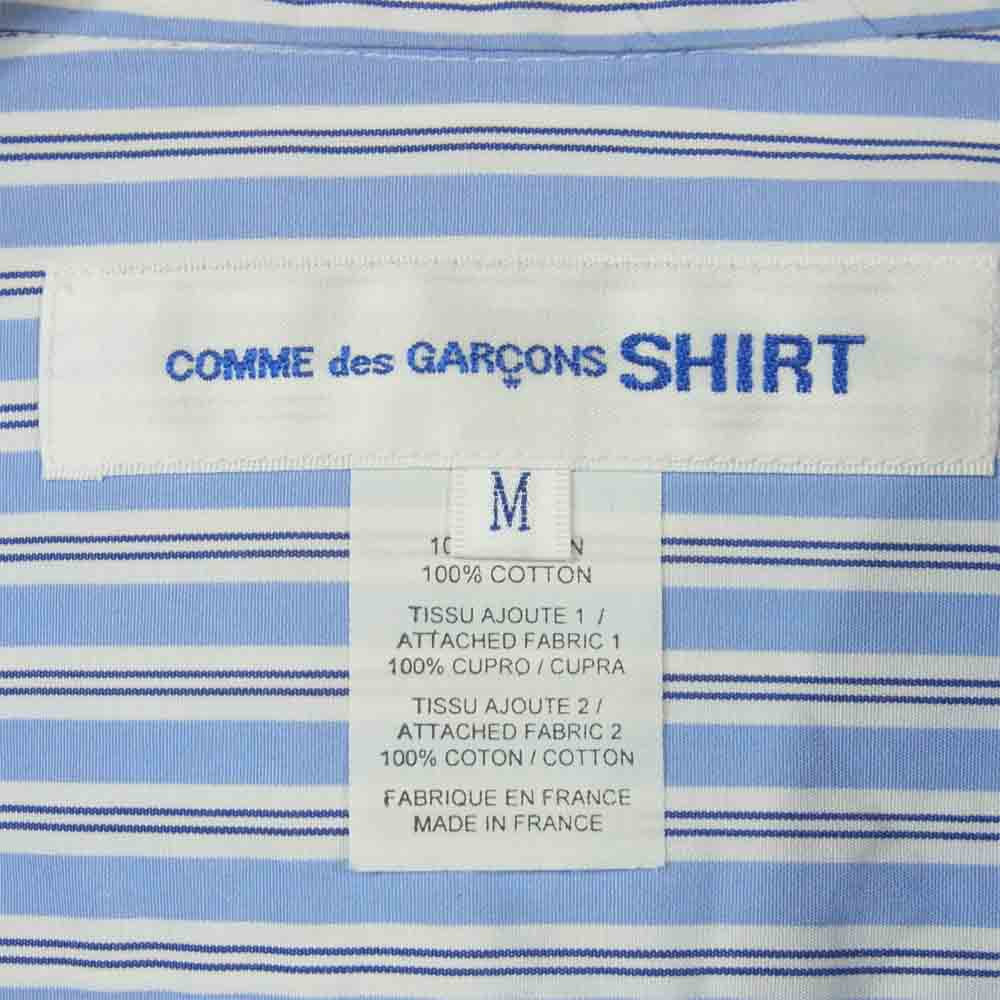 COMME des GARÇONS SHIRT
M
100% COTTON
TISSU AJOUTE 1 /
ATTACHED FABRIC 1
100% CUPRO / CUPRA
TISSU AJOUTE 2 /
ATTACHED FABRIC 2
100% COTON / COTTON
FABRIQUE EN FRANCE
MADE IN FRANCE